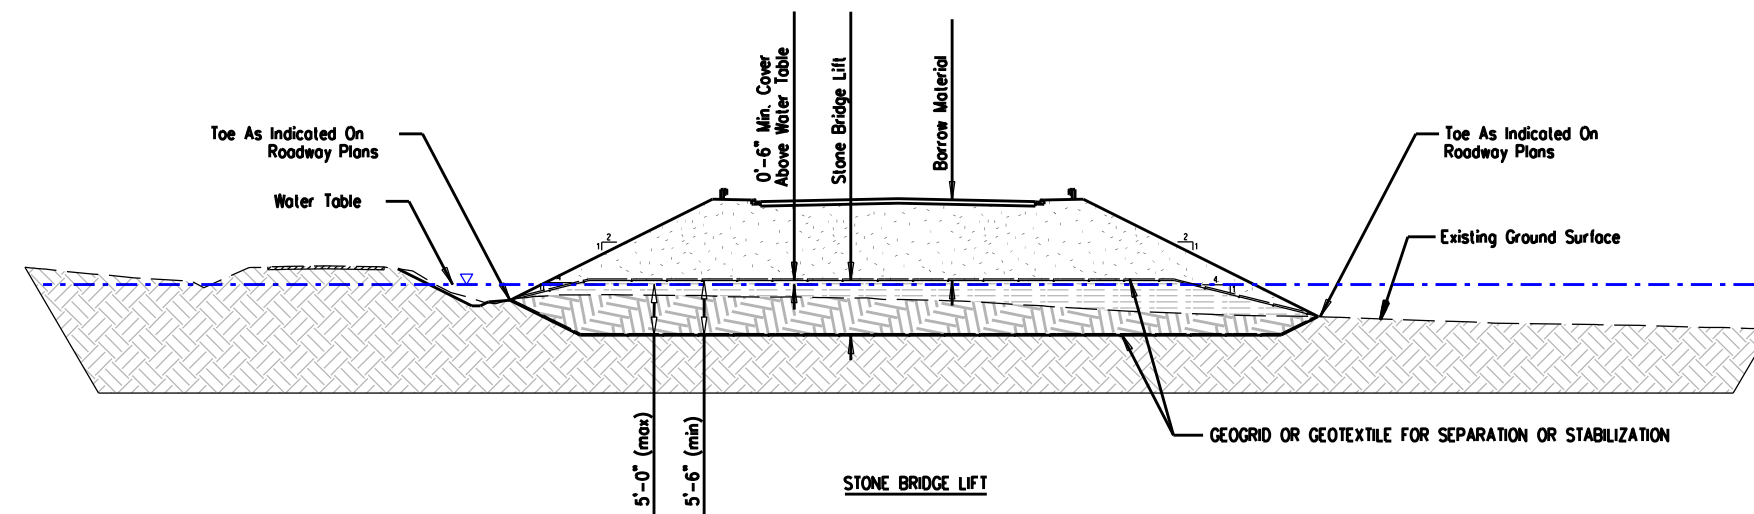 0'-6" Min. Cover
Above Water Table
Stone Bridge Lift
Borrow Material
Toe As Indicated On
Roadway Plans
Toe As Indicated On
Roadway Plans
Water Table
2
1
2
1
Existing Ground Surface
4
1
4
1
5'-0" (max)
5'-6" (min)
GEOGRID OR GEOTEXTILE FOR SEPARATION OR STABILIZATION
STONE BRIDGE LIFT